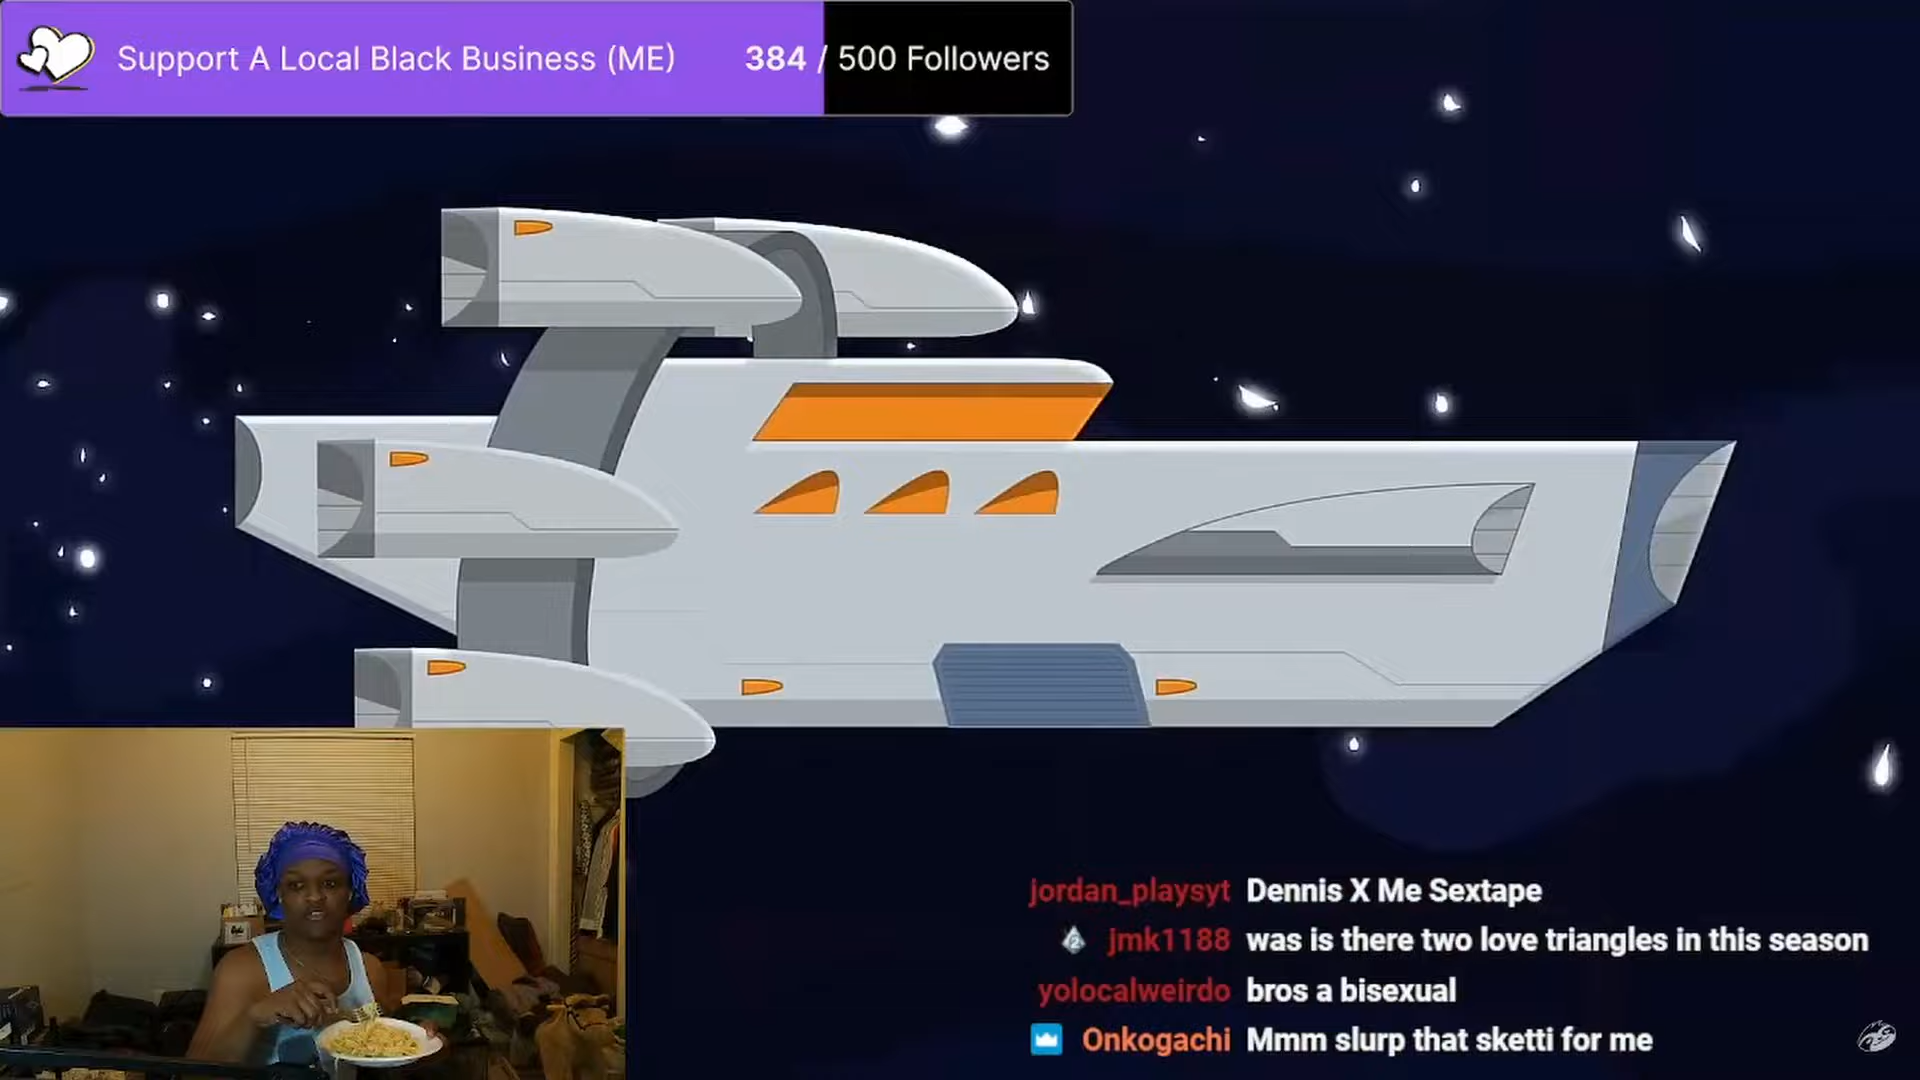 Support A Local Black Business (ME) 384 / 500 Followers
jordan_playsyt Dennis X Me Sextape
jmk1188 was is there two love triangles in this season
yolocalweirdo bros a bisexual
Onkogachi Mmm slurp that sketti for me